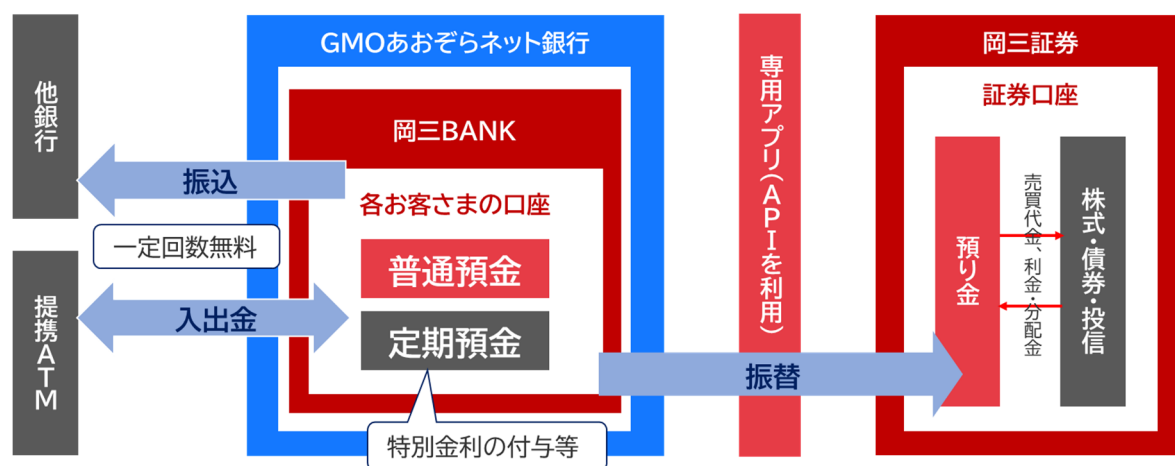 他銀行
提携ATM
振込
一定回数無料
入出金
GMOあおぞらネット銀行
岡三BANK
各お客さまの口座
普通預金
定期預金
特別金利の付与等
専用アプリ(APIを利用)
振替
岡三証券
証券口座
預り金
売買代金、利金・分配金
株式・債券・投信